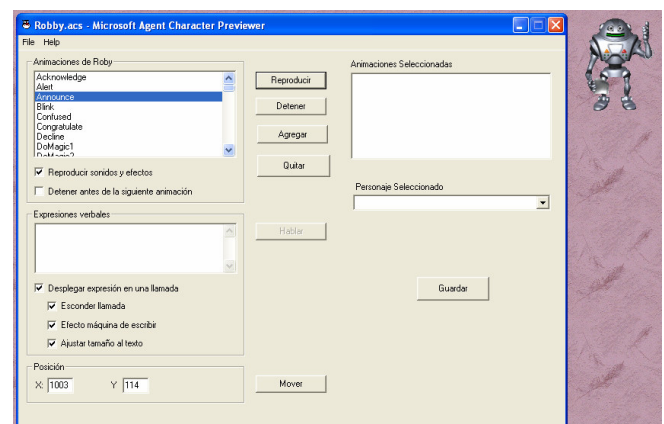 Robby.acs - Microsoft Agent Character Previewer
File Help
Animaciones de Roby
Acknowledge
Alert
Announce
Blink
Confused
Congratulate
Decline
DoMagic1
DoMagic2
Reproducir sonidos y efectos
Detener antes de la siguiente animación
Reproducir
Detener
Agregar
Quitar
Animaciones Seleccionadas
Personaje Seleccionado
Expresiones verbales
Hablar
Desplegar expresión en una llamada
Esconder llamada
Efecto máquina de escribir
Ajustar tamaño al texto
Guardar
Posición
X: 1003 Y 114
Mover